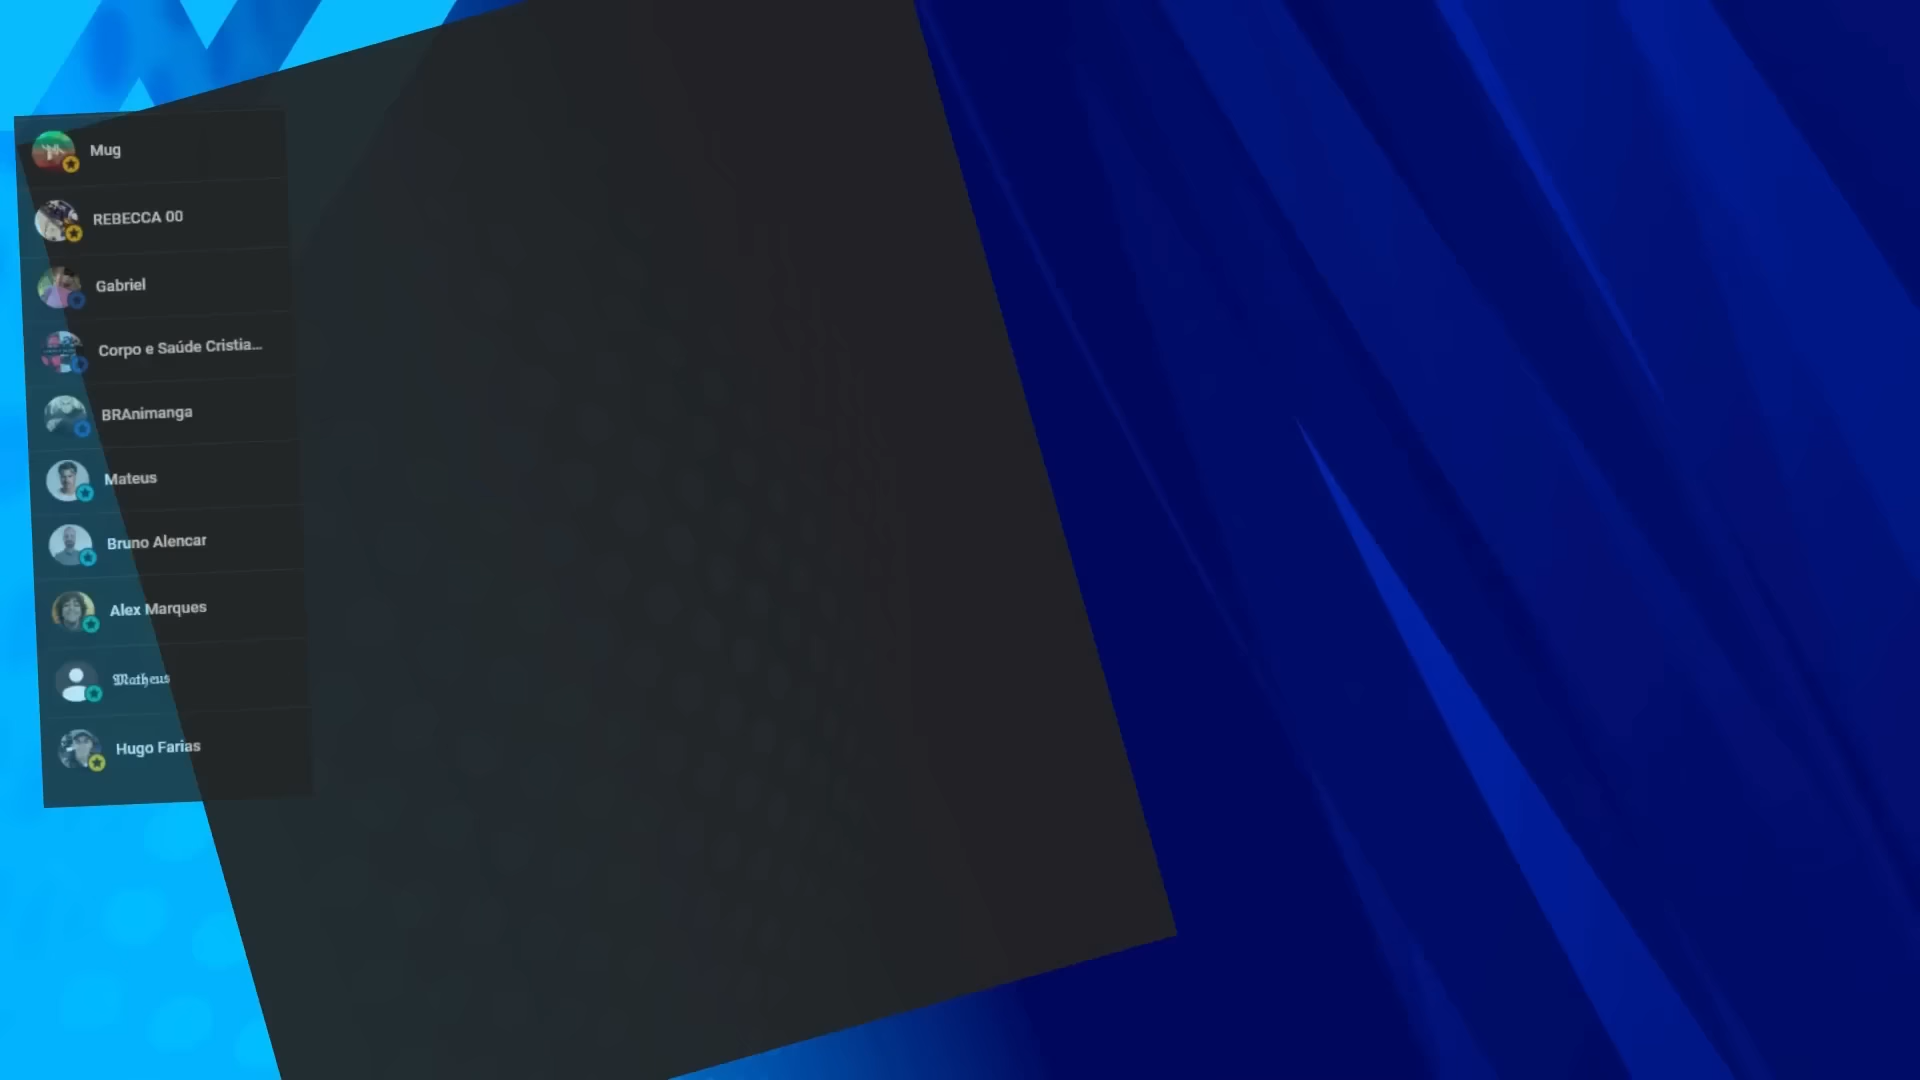 Mug
REBECCA 00
Gabriel
Corpo e Saúde Cristia...
BRAnimanga
Mateus
Bruno Alencar
Alex Marques
𝕸𝖆𝖙𝖍𝖊𝖚𝖘
Hugo Farias